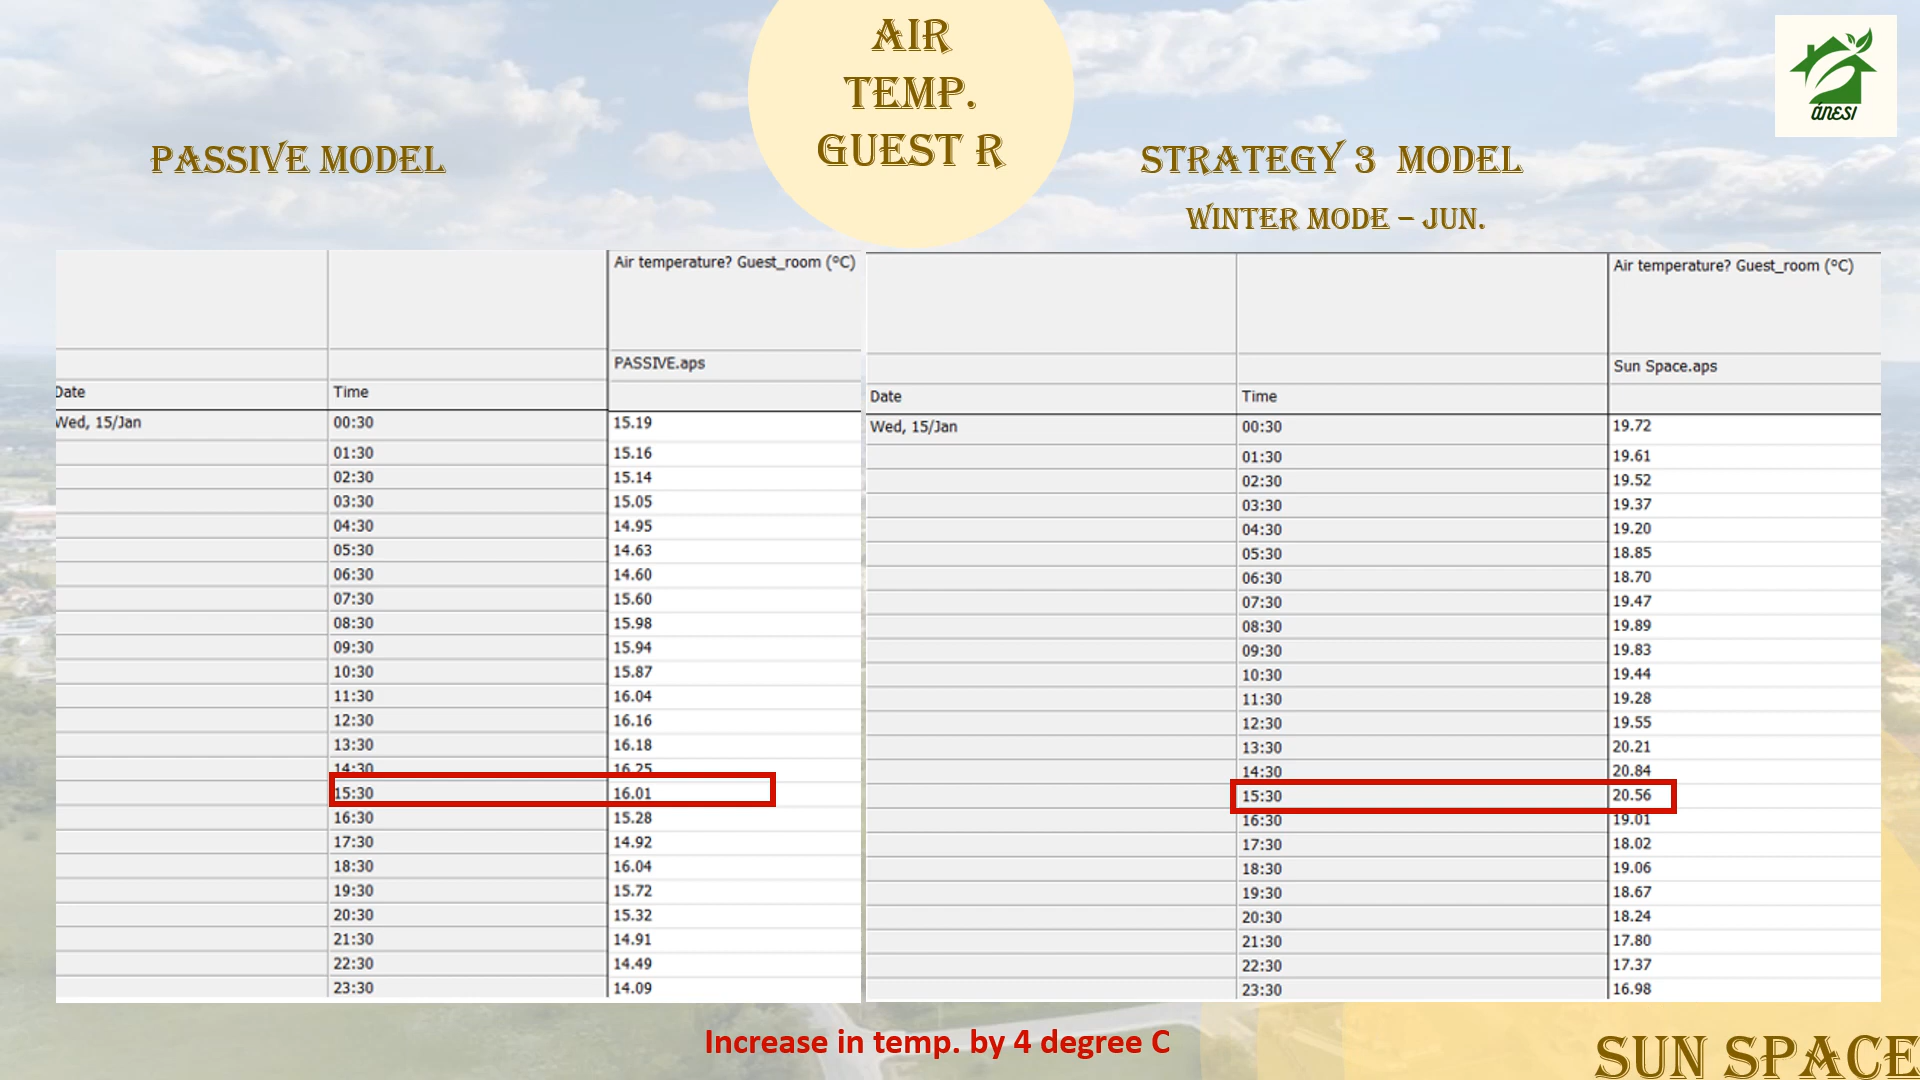 AIR
TEMP.
GUEST R
ÁNESI
PASSIVE MODEL
STRATEGY 3 MODEL
WINTER MODE – JUN.
Air temperature? Guest_room (°C)
PASSIVE.aps
Date Time
Wed, 15/Jan 00:30 15.19
01:30 15.16
02:30 15.14
03:30 15.05
04:30 14.95
05:30 14.63
06:30 14.60
07:30 15.60
08:30 15.98
09:30 15.94
10:30 15.87
11:30 16.04
12:30 16.16
13:30 16.18
14:30 16.25
15:30 16.01
16:30 15.28
17:30 14.92
18:30 16.04
19:30 15.72
20:30 15.32
21:30 14.91
22:30 14.49
23:30 14.09
Air temperature? Guest_room (°C)
Sun Space.aps
Date Time
Wed, 15/Jan 00:30 19.72
01:30 19.61
02:30 19.52
03:30 19.37
04:30 19.20
05:30 18.85
06:30 18.70
07:30 19.47
08:30 19.89
09:30 19.83
10:30 19.44
11:30 19.28
12:30 19.55
13:30 20.21
14:30 20.84
15:30 20.56
16:30 19.01
17:30 18.02
18:30 19.06
19:30 18.67
20:30 18.24
21:30 17.80
22:30 17.37
23:30 16.98
Increase in temp. by 4 degree C
SUN SPACE